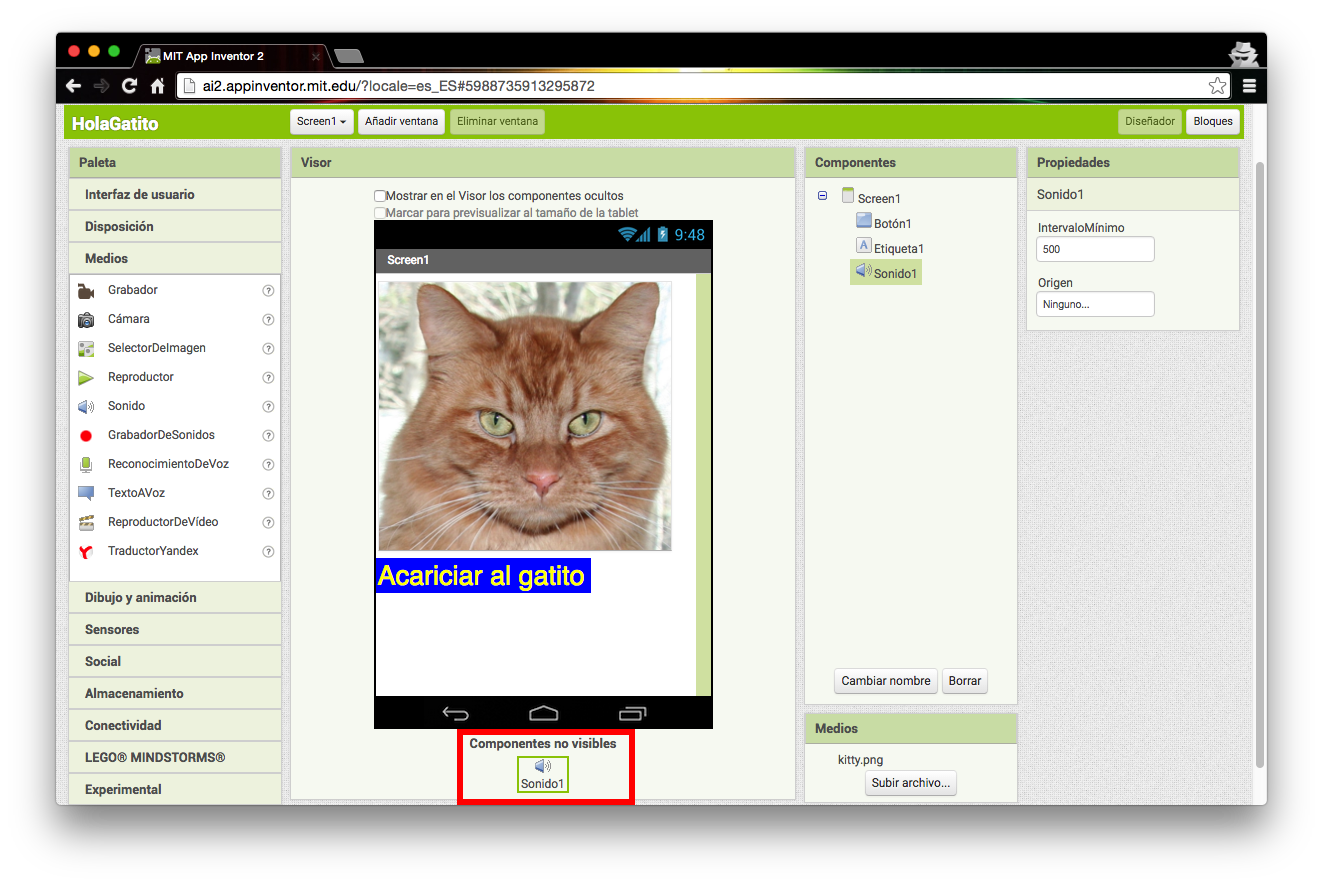 MIT App Inventor 2
ai2.appinventor.mit.edu/?locale=es_ES#5988735913295872
HolaGatito
Screen1
Añadir ventana
Eliminar ventana
Diseñador
Bloques
Paleta
Interfaz de usuario
Disposición
Medios
Grabador ?
Cámara ?
SelectorDeImagen ?
Reproductor ?
Sonido ?
GrabadorDeSonidos ?
ReconocimientoDeVoz ?
TextoAVoz ?
ReproductorDeVídeo ?
TraductorYandex ?
Dibujo y animación
Sensores
Social
Almacenamiento
Conectividad
LEGO® MINDSTORMS®
Experimental
Visor
Mostrar en el Visor los componentes ocultos
Marcar para previsualizar al tamaño de la tablet
9:48
Screen1
Acariciar al gatito
Componentes no visibles
Sonido1
Componentes
Screen1
Botón1
A Etiqueta1
Sonido1
Cambiar nombre
Borrar
Medios
kitty.png
Subir archivo...
Propiedades
Sonido1
IntervaloMínimo
500
Origen
Ninguno...